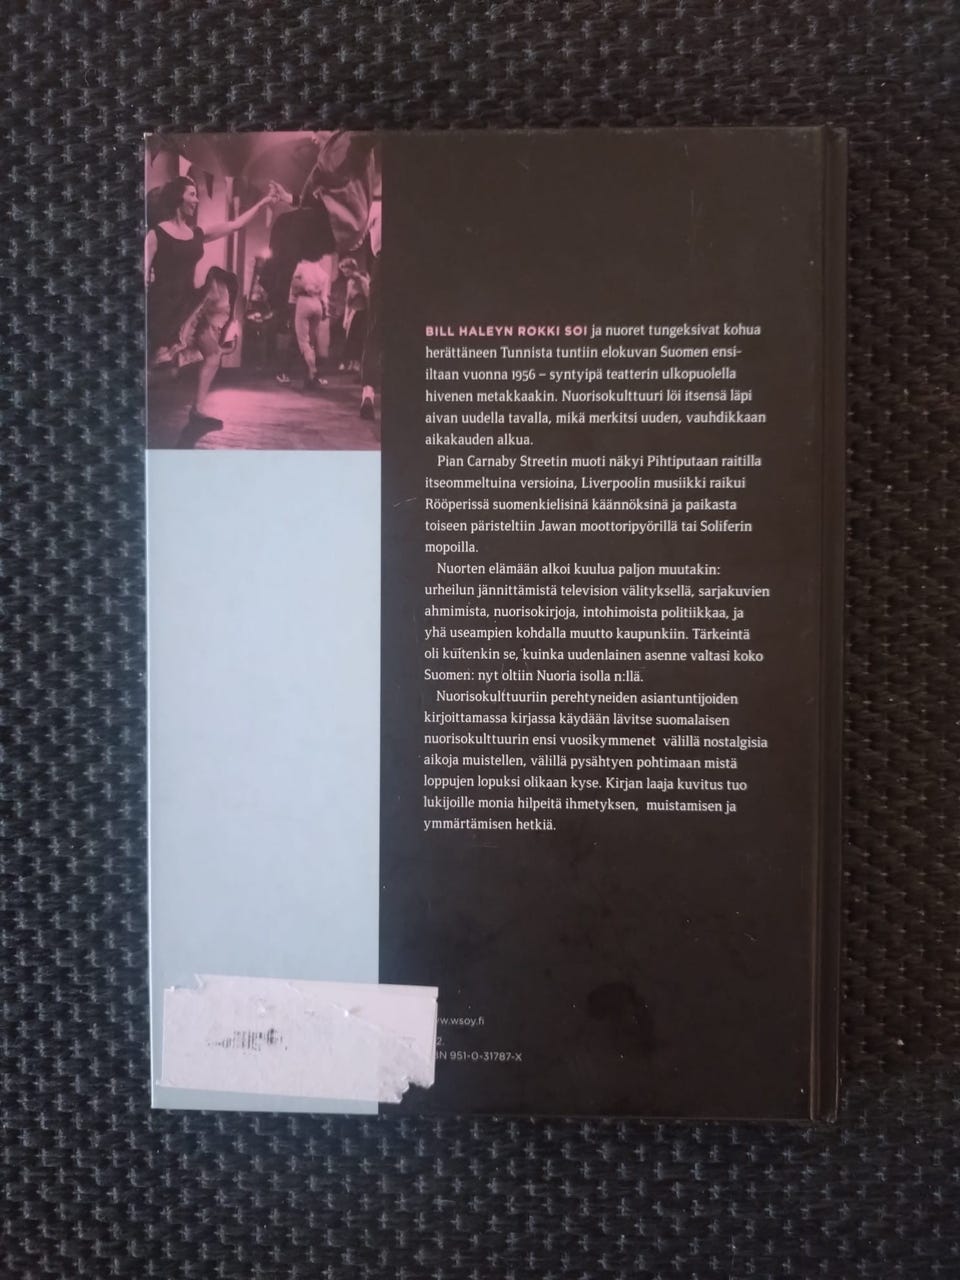 BILL HALEYN ROKKI SOI ja nuoret tungeksivat kohua
herättäneen Tunnista tuntiin elokuvan Suomen ensi-
iltaan vuonna 1956 – syntyipä teatterin ulkopuolella
hivenen metakkaakin. Nuorisokulttuuri löi itsensä läpi
aivan uudella tavalla, mikä merkitsi uuden, vauhdikkaan
aikakauden alkua.
Pian Carnaby Streetin muoti näkyi Pihtiputaan raitilla
itseommeltuina versioina, Liverpoolin musiikki raikui
Rööperissä suomenkielisinä käännöksinä ja paikasta
toiseen päristeltiin Jawan moottoripyörillä tai Soliferin
mopoilla.
Nuorten elämään alkoi kuulua paljon muutakin:
urheilun jännittämistä television välityksellä, sarjakuvien
ahmimista, nuorisokirjoja, intohimoista politiikkaa, ja
yhä useampien kohdalla muutto kaupunkiin. Tärkeintä
oli kuitenkin se, kuinka uudenlainen asenne valtasi koko
Suomen: nyt oltiin Nuoria isolla n:llä.
Nuorisokulttuuriin perehtyneiden asiantuntijoiden
kirjoittamassa kirjassa käydään lävitse suomalaisen
nuorisokulttuurin ensi vuosikymmenet välillä nostalgisia
aikoja muistellen, välillä pysähtyen pohtimaan mistä
loppujen lopuksi olikaan kyse. Kirjan laaja kuvitus tuo
lukijoille monia hilpeitä ihmetyksen, muistamisen ja
ymmärtämisen hetkiä.
w.wsoy.fi
2.
BN 951-0-31787-X